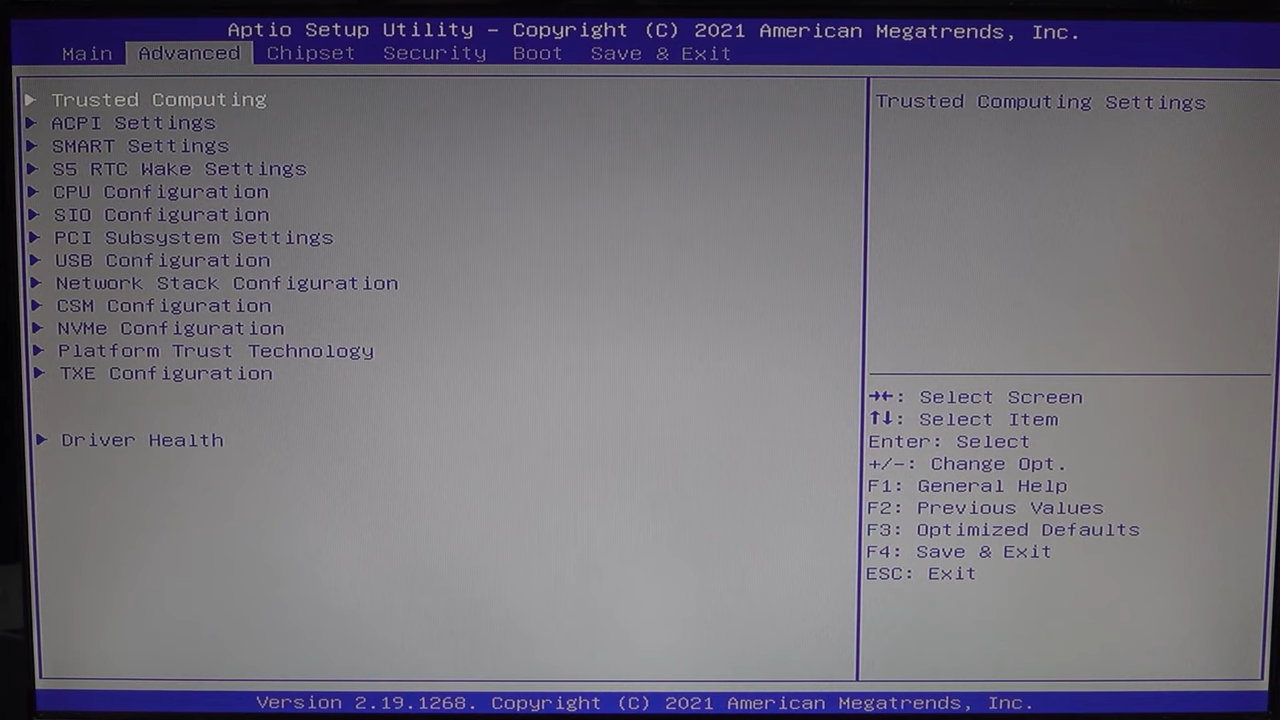 Aptio Setup Utility – Copyright (C) 2021 American Megatrends, Inc.
Main Advanced Chipset Security Boot Save & Exit
Trusted Computing
ACPI Settings
SMART Settings
S5 RTC Wake Settings
CPU Configuration
SIO Configuration
PCI Subsystem Settings
USB Configuration
Network Stack Configuration
CSM Configuration
NVMe Configuration
Platform Trust Technology
TXE Configuration
Driver Health
Trusted Computing Settings
→←: Select Screen
↑↓: Select Item
Enter: Select
+/-: Change Opt.
F1: General Help
F2: Previous Values
F3: Optimized Defaults
F4: Save & Exit
ESC: Exit
Version 2.19.1268. Copyright (C) 2021 American Megatrends, Inc.